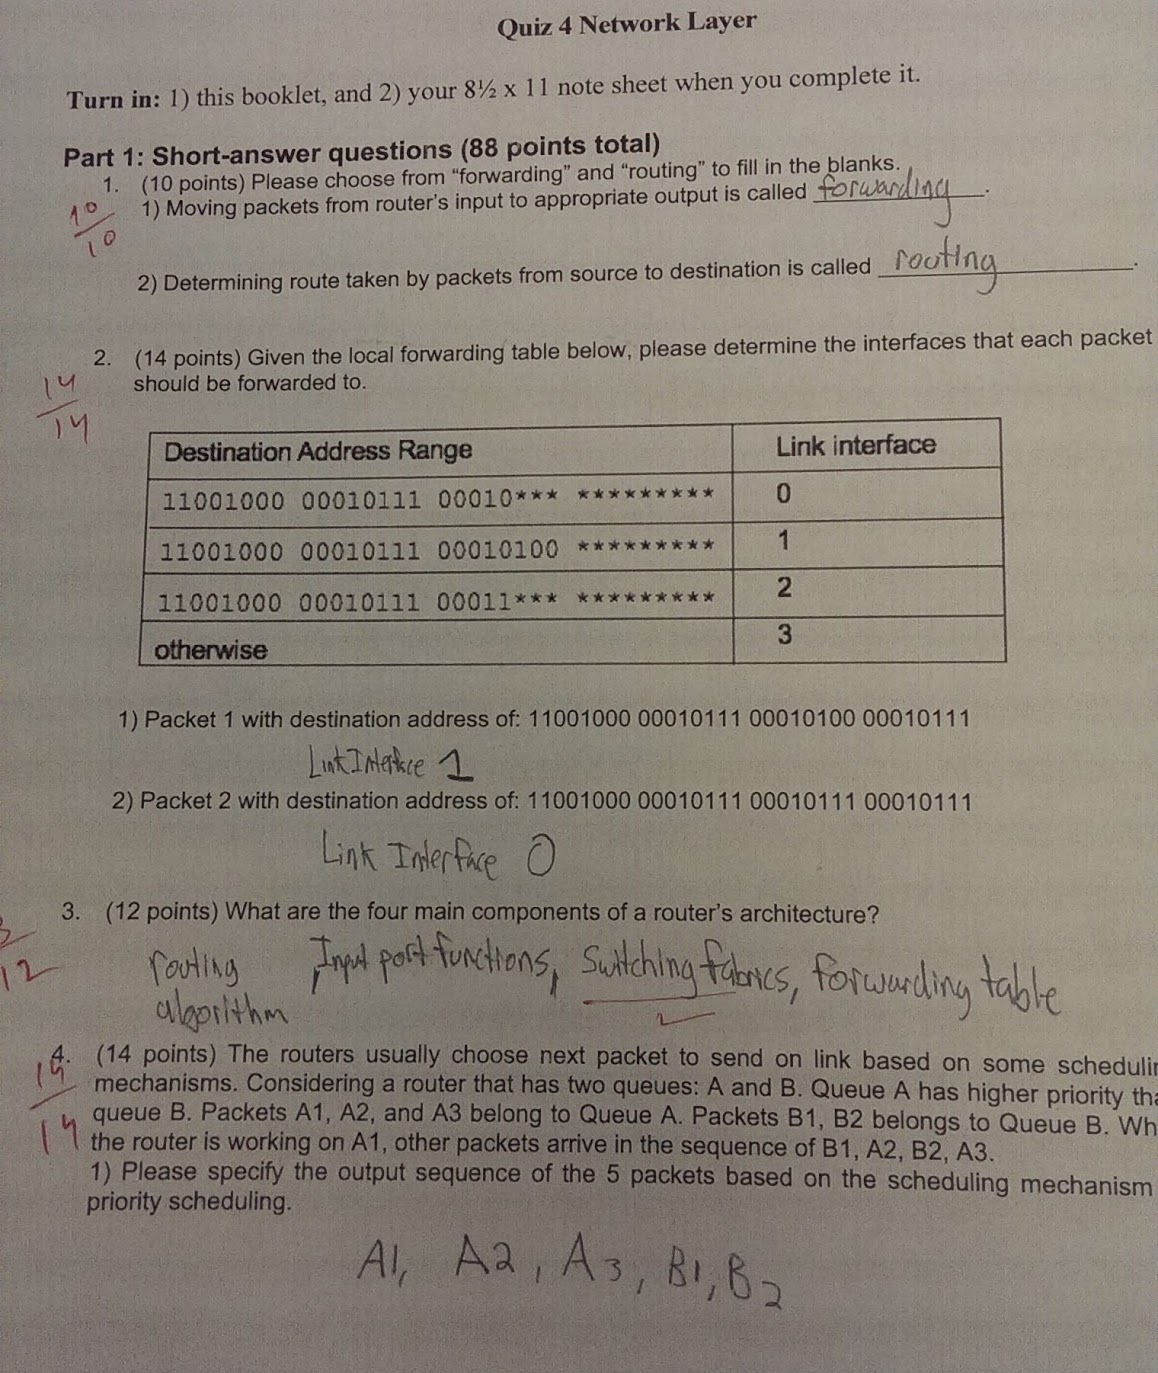 Quiz 4 Network Layer
Turn in: 1) this booklet, and 2) your 8½ x 11 note sheet when you complete it.
Part 1: Short-answer questions (88 points total)
1. (10 points) Please choose from “forwarding” and “routing” to fill in the blanks.
1) Moving packets from router's input to appropriate output is called forwarding.
10
10
2) Determining route taken by packets from source to destination is called routing.
2. (14 points) Given the local forwarding table below, please determine the interfaces that each packet
should be forwarded to.
14
14
Destination Address Range Link interface
11001000 00010111 00010*** ********* 0
11001000 00010111 00010100 ********* 1
11001000 00010111 00011*** ********* 2
otherwise 3
1) Packet 1 with destination address of: 11001000 00010111 00010100 00010111
Link Interface 1
2) Packet 2 with destination address of: 11001000 00010111 00010111 00010111
Link Interface 0
3. (12 points) What are the four main components of a router's architecture?
12
routing , Input port functions, Switching fabrics, forwarding table
algorithm
2
4. (14 points) The routers usually choose next packet to send on link based on some
mechanisms. Considering a router that has two queues: A and B. Queue A has higher priority
queue B. Packets A1, A2, and A3 belong to Queue A. Packets B1, B2 belongs to Queue B.
the router is working on A1, other packets arrive in the sequence of B1, A2, B2, A3.
14
1) Please specify the output sequence of the 5 packets based on the scheduling mechanism
priority scheduling.
A1, A2, A3, B1, B2